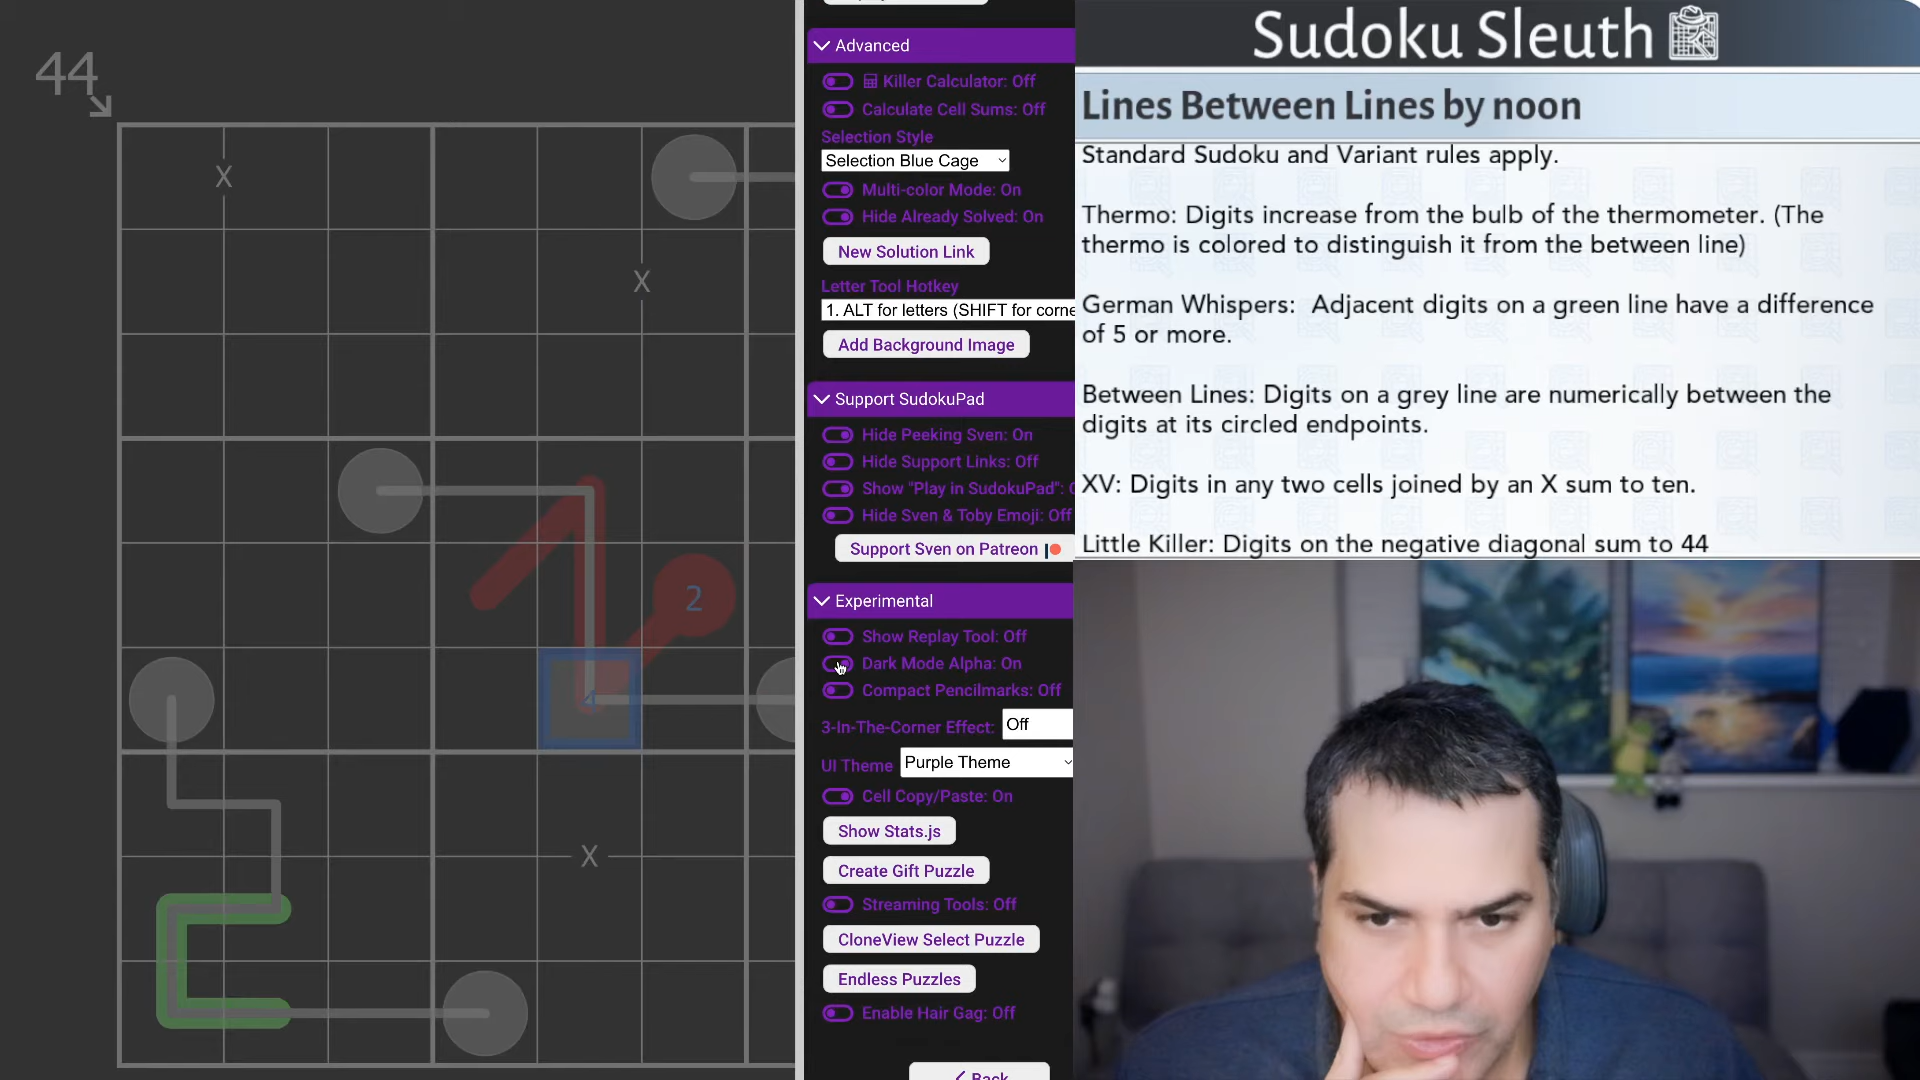 44
X
X
2
4
X
Advanced
Killer Calculator: Off
Calculate Cell Sums: Off
Selection Style
Selection Blue Cage
Multi-color Mode: On
Hide Already Solved: On
New Solution Link
Letter Tool Hotkey
1. ALT for letters (SHIFT for corne
Add Background Image
Support SudokuPad
Hide Peeking Sven: On
Hide Support Links: Off
Show "Play in SudokuPad":
Hide Sven & Toby Emoji: Off
Support Sven on Patreon
Experimental
Show Replay Tool: Off
Dark Mode Alpha: On
Compact Pencilmarks: Off
3-In-The-Corner Effect: Off
UI Theme Purple Theme
Cell Copy/Paste: On
Show Stats.js
Create Gift Puzzle
Streaming Tools: Off
CloneView Select Puzzle
Endless Puzzles
Enable Hair Gag: Off
Back
Sudoku Sleuth
Lines Between Lines by noon
Standard Sudoku and Variant rules apply.
Thermo: Digits increase from the bulb of the thermometer. (The
thermo is colored to distinguish it from the between line)
German Whispers: Adjacent digits on a green line have a difference
of 5 or more.
Between Lines: Digits on a grey line are numerically between the
digits at its circled endpoints.
XV: Digits in any two cells joined by an X sum to ten.
Little Killer: Digits on the negative diagonal sum to 44